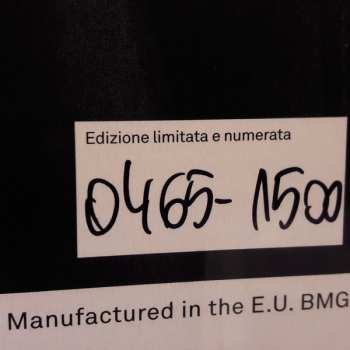 Edizione limitata e numerata
0465-1500
Manufactured in the E.U. BMG